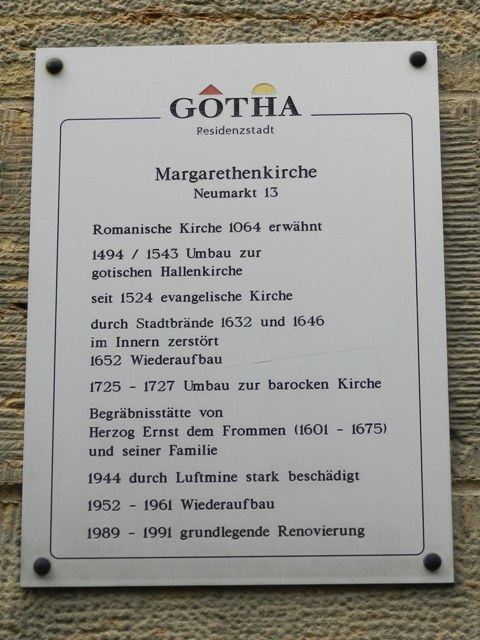 GOTHA
Residenzstadt
Margarethenkirche
Neumarkt 13
Romanische Kirche 1064 erwähnt
1494 / 1543 Umbau zur
gotischen Hallenkirche
seit 1524 evangelische Kirche
durch Stadtbrände 1632 und 1646
im Innern zerstört
1652 Wiederaufbau
1725 - 1727 Umbau zur barocken Kirche
Begräbnisstätte von
Herzog Ernst dem Frommen (1601 - 1675)
und seiner Familie
1944 durch Luftmine stark beschädigt
1952 - 1961 Wiederaufbau
1989 - 1991 grundlegende Renovierung